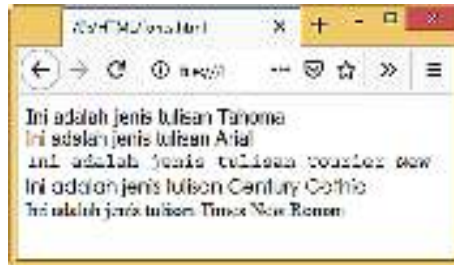 Ini adalah jenis tulisan Tahoma
Ini adalah jenis tulisan Arial
Ini adalah jenis tulisan Courier New
Ini adalah jenis tulisan Century Gothic
Ini adalah jenis tulisan Times New Roman